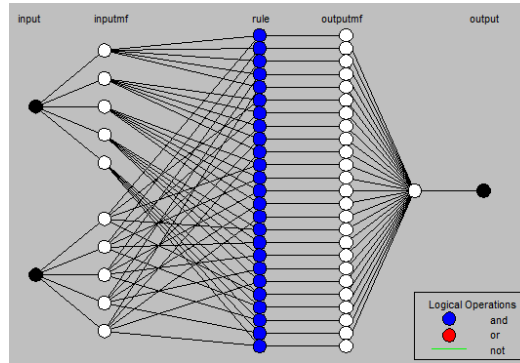 input inputmf rule outputmf output
Logical Operations
and
or
not